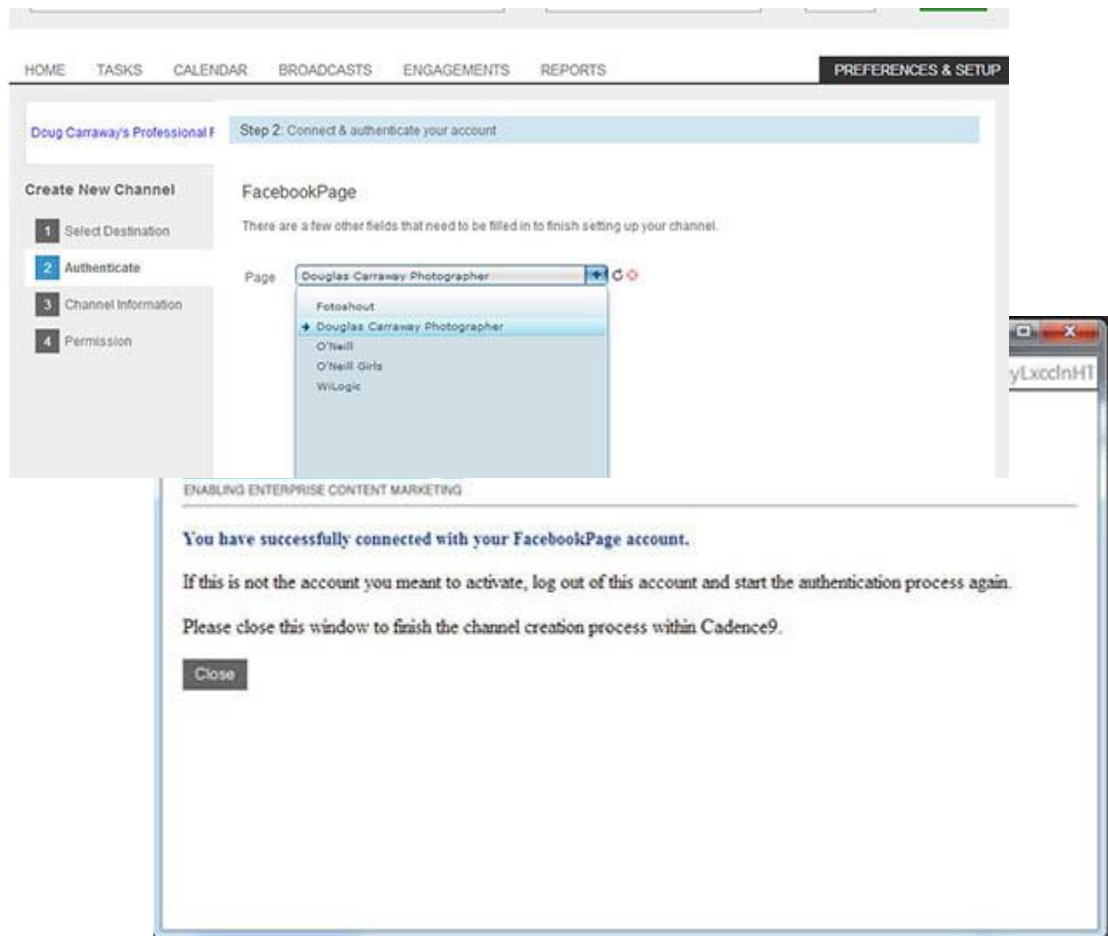 HOME TASKS CALENDAR BROADCASTS ENGAGEMENTS REPORTS PREFERENCES & SETUP
Doug Carraway's Professional
Step 2: Connect & authenticate your account
Create New Channel
1 Select Destination
2 Authenticate
3 Channel Information
4 Permission
FacebookPage
There are a few other fields that need to be filled in to finish setting up your channel.
Page Douglas Carraway Photographer
Fotoshout
Douglas Carraway Photographer
O'Neill
O'Neill Girls
WiLogic
ENABLING ENTERPRISE CONTENT MARKETING
You have successfully connected with your FacebookPage account.
If this is not the account you meant to activate, log out of this account and start the authentication process again.
Please close this window to finish the channel creation process within Cadence9.
Close